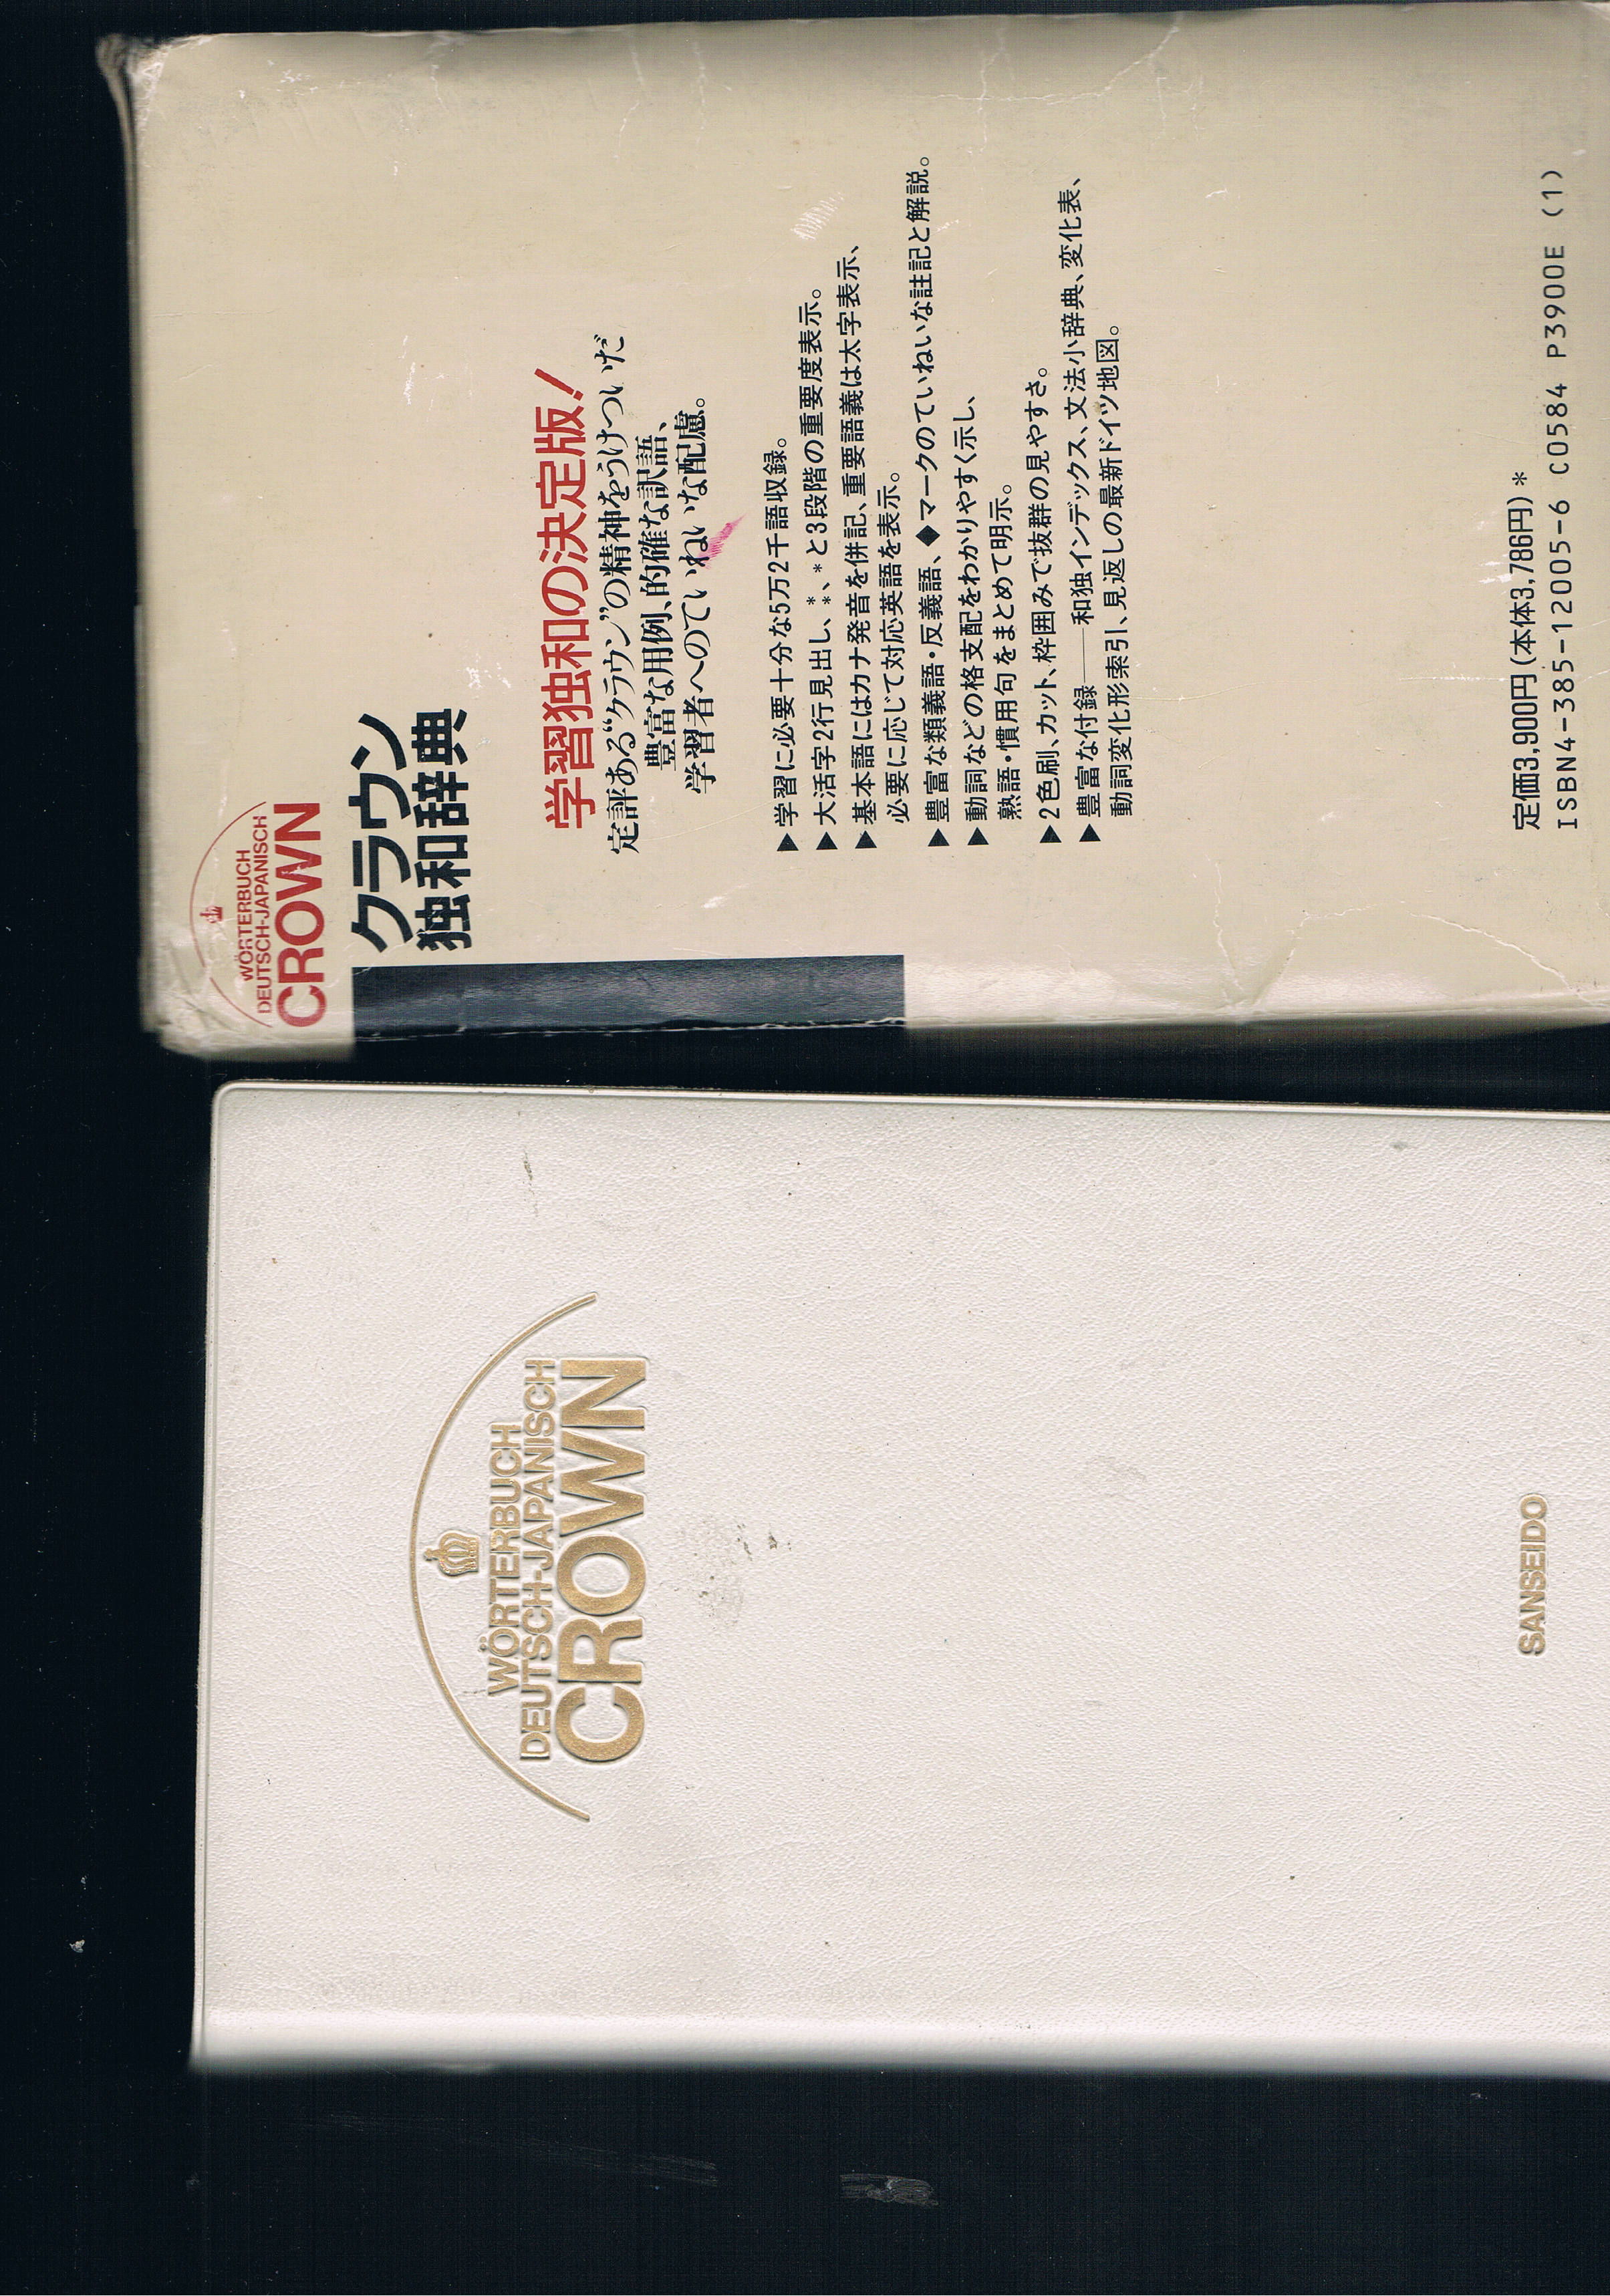 WÖRTERBUCH
DEUTSCH-JAPANISCH
CROWN
クラウン
独和辞典
学習独和の決定版!
定評ある“クラウン”の精神をうけついだ
豊富な用例、的確な訳語、
学習者へのていねいな配慮。
▶学習に必要十分な5万2千語収録。
▶大活字2行見出し、**、*と3段階の重要度表示。
▶基本語にはカナ発音を併記、重要語義は太字表示、
必要に応じて対応英語を表示。
▶豊富な類義語・反義語、◆マークのていねいな註記と解説。
▶動詞などの格支配をわかりやすく示し、
熟語・慣用句をまとめて明示。
▶2色刷、カット、枠囲みで抜群の見やすさ。
▶豊富な付録──和独インデックス、文法小辞典、変化表、
動詞変化形索引、見返しの最新ドイツ地図。
定価3,900円(本体3,786円)*
ISBN4-385-12005-6 C0584 P3900E (1)
WÖRTERBUCH
DEUTSCH-JAPANISCH
CROWN
SANSEIDO